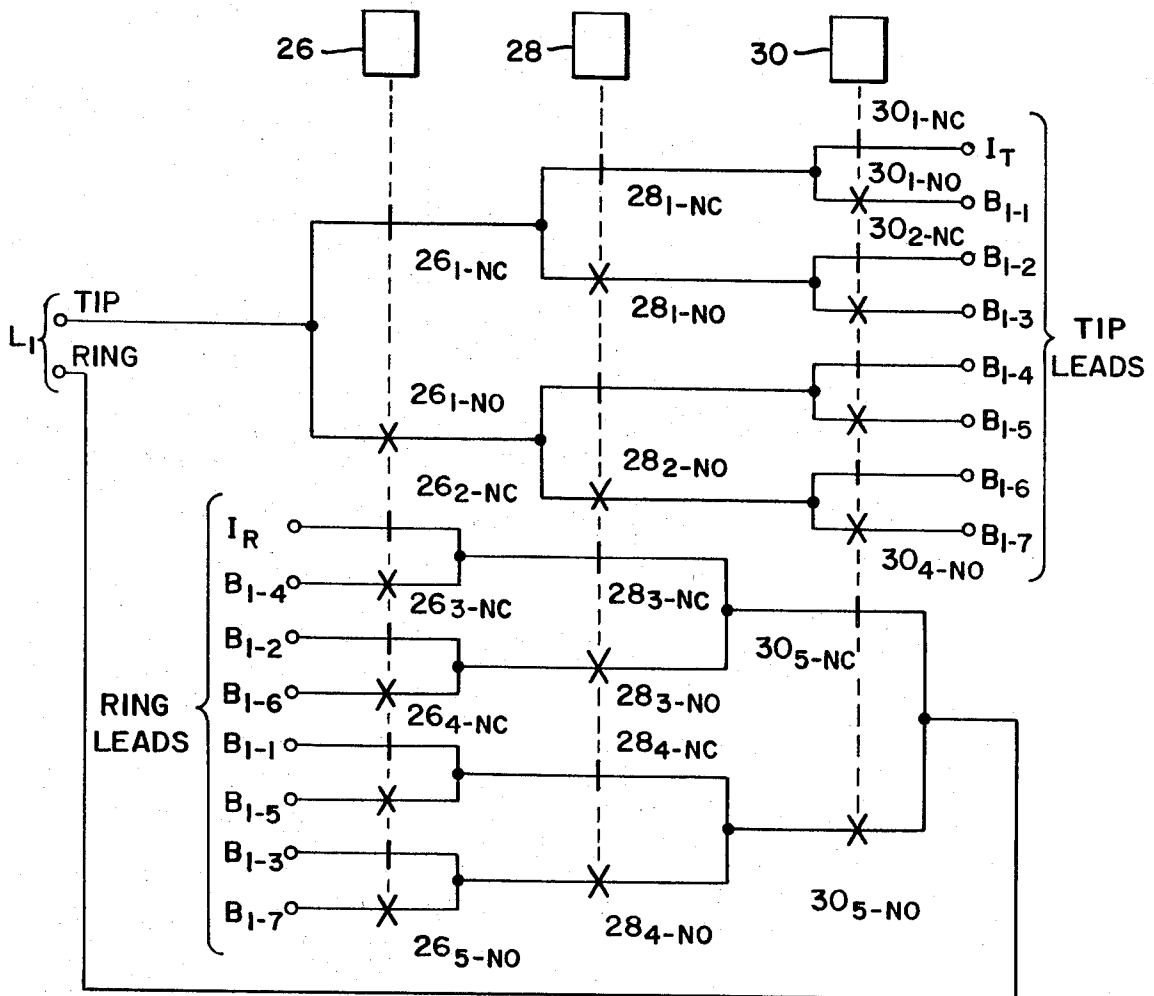 26
28
30
30₁₋NC
I_T
30₁₋NO
B₁₋₁
28₁₋NC
30₂₋NC
B₁₋₂
26₁₋NC
28₁₋NO
B₁₋₃
TIP
L₁
RING
TIP
LEADS
B₁₋₄
26₁₋NO
B₁₋₅
28₂₋NO
26₂₋NC
B₁₋₆
I_R
B₁₋₇
30₄₋NO
B₁₋₄
26₃₋NC
28₃₋NC
B₁₋₂
30₅₋NC
B₁₋₆
28₃₋NO
26₄₋NC
RING
LEADS
28₄₋NC
B₁₋₁
B₁₋₅
B₁₋₃
30₅₋NO
B₁₋₇
28₄₋NO
26₅₋NO